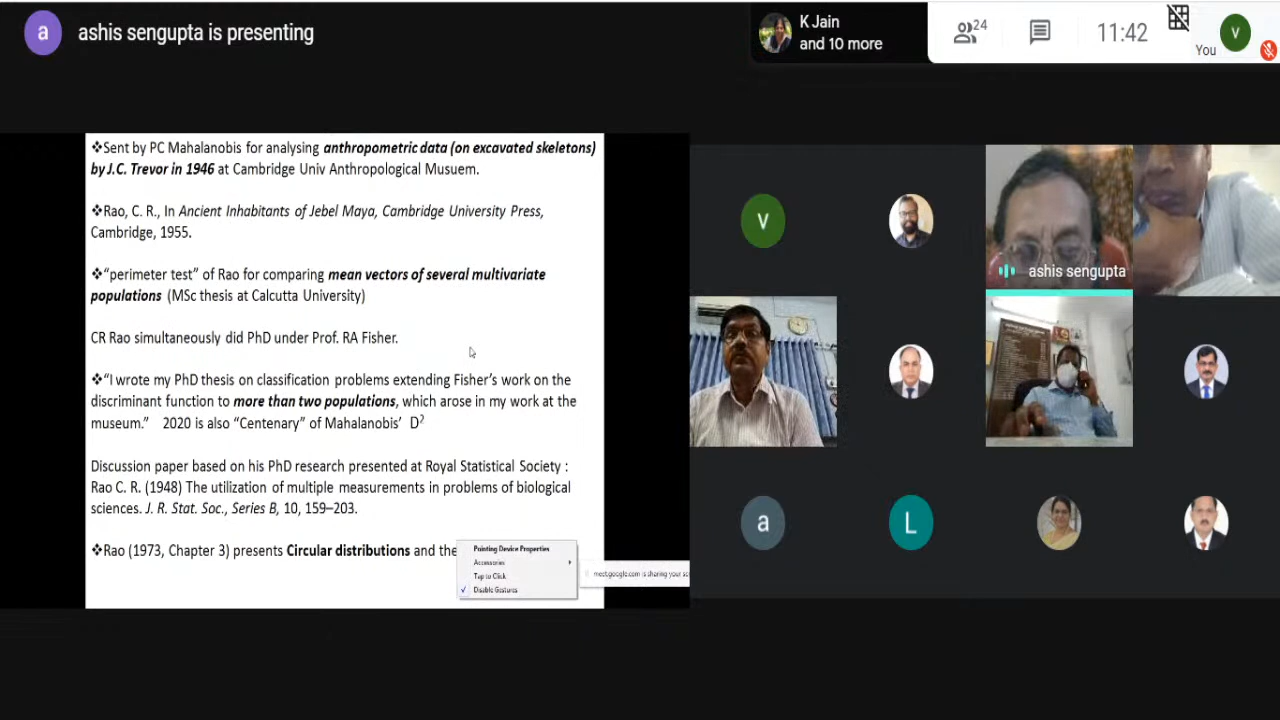 a
ashis sengupta is presenting
K Jain
and 10 more
24
11:42
You
V
❖Sent by PC Mahalanobis for analysing anthropometric data (on excavated skeletons)
by J.C. Trevor in 1946 at Cambridge Univ Anthropological Musuem.
❖Rao, C. R., In Ancient Inhabitants of Jebel Maya, Cambridge University Press,
Cambridge, 1955.
❖"perimeter test" of Rao for comparing mean vectors of several multivariate
populations (MSc thesis at Calcutta University)
CR Rao simultaneously did PhD under Prof. RA Fisher.
❖"I wrote my PhD thesis on classification problems extending Fisher's work on the
discriminant function to more than two populations, which arose in my work at the
museum." 2020 is also "Centenary" of Mahalanobis' D²
Discussion paper based on his PhD research presented at Royal Statistical Society :
Rao C. R. (1948) The utilization of multiple measurements in problems of biological
sciences. J. R. Stat. Soc., Series B, 10, 159–203.
❖Rao (1973, Chapter 3) presents Circular distributions and the
Pointing Device Properties
Accessories
Tap to Click
✓ Disable Gestures
meet.google.com is sharing your sc
V
ashis sengupta
a
L